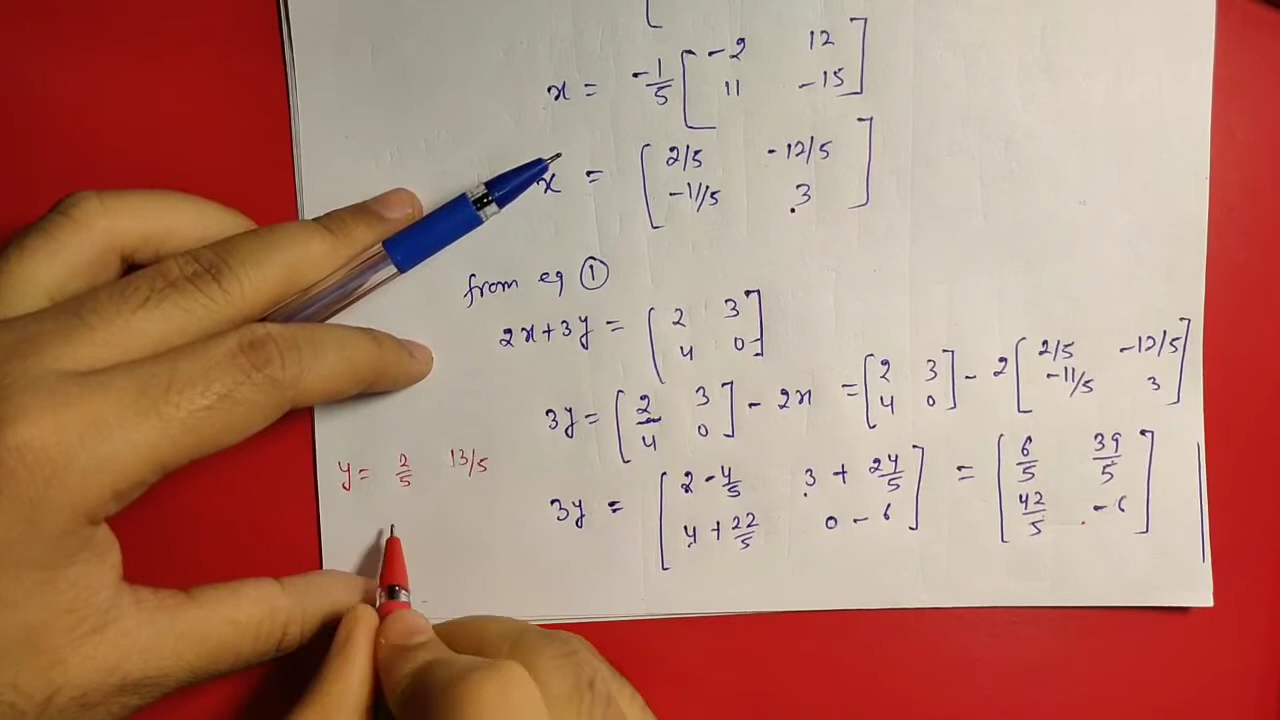 x = -1/5 [ -2 12
11 -15 ]
x = [ 2/5 -12/5
-11/5 3 ]
from eq ①
2x+3y = [ 2 3
4 0 ]
3y = [ 2 3
4 0 ] - 2x = [ 2 3
4 0 ] - 2 [ 2/5 -12/5
-11/5 3 ]
3y = [ 2-4/5 3+24/5
4+22/5 0-6 ] = [ 6/5 39/5
42/5 -6 ]
y = 2/5 13/5